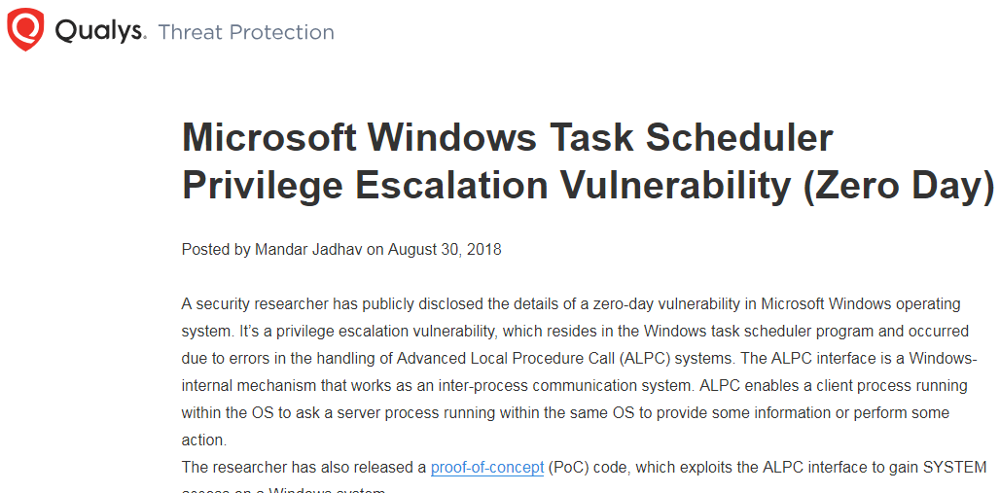 Qualys. Threat Protection
Microsoft Windows Task Scheduler
Privilege Escalation Vulnerability (Zero Day)
Posted by Mandar Jadhav on August 30, 2018
A security researcher has publicly disclosed the details of a zero-day vulnerability in Microsoft Windows operating
system. It’s a privilege escalation vulnerability, which resides in the Windows task scheduler program and occurred
due to errors in the handling of Advanced Local Procedure Call (ALPC) systems. The ALPC interface is a Windows-
internal mechanism that works as an inter-process communication system. ALPC enables a client process running
within the OS to ask a server process running within the same OS to provide some information or perform some
action.
The researcher has also released a proof-of-concept (PoC) code, which exploits the ALPC interface to gain SYSTEM
access on a Windows system.